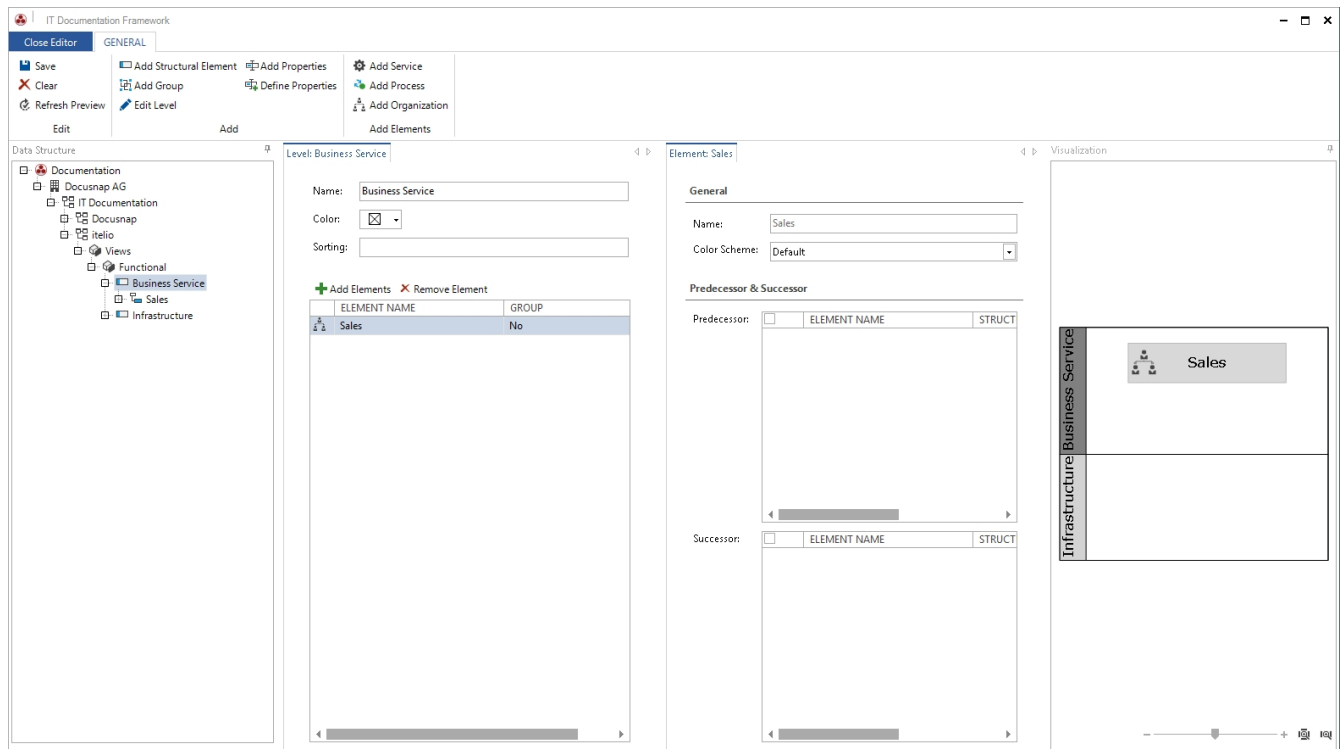 IT Documentation Framework
Close Editor GENERAL
Save
Clear
Refresh Preview
Edit
Add Structural Element
Add Group
Edit Level
Add Properties
Define Properties
Add
Add Service
Add Process
Add Organization
Add Elements
Data Structure
Documentation
Docusnap AG
IT Documentation
Docusnap
itelio
Views
Functional
Business Service
Sales
Infrastructure
Level: Business Service
Name: Business Service
Color:
Sorting:
Add Elements Remove Element
ELEMENT NAME GROUP
Sales No
Element: Sales
General
Name: Sales
Color Scheme: Default
Predecessor & Successor
Predecessor: ELEMENT NAME STRUCT
Successor: ELEMENT NAME STRUCT
Visualization
Business Service
Sales
Infrastructure